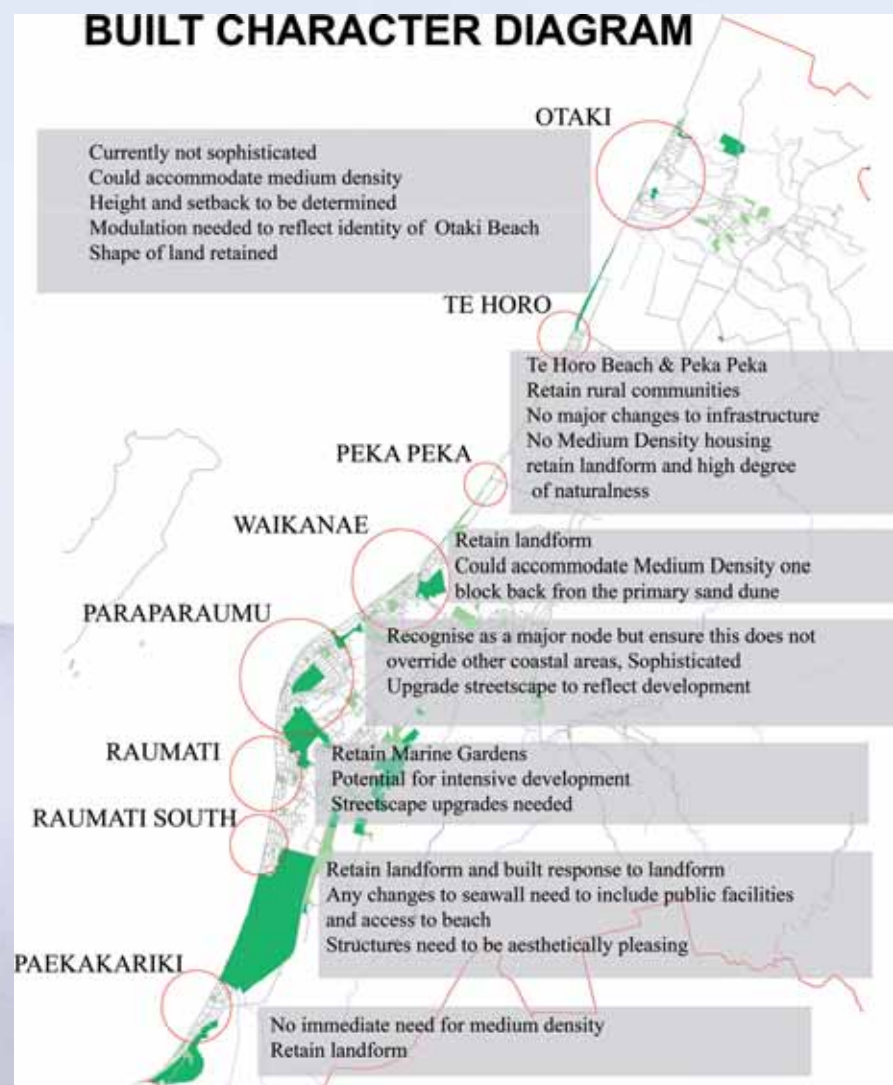 BUILT CHARACTER DIAGRAM
OTAKI
Currently not sophisticated
Could accommodate medium density
Height and setback to be determined
Modulation needed to reflect identity of Otaki Beach
Shape of land retained
TE HORO
Te Horo Beach & Peka Peka
Retain rural communities
No major changes to infrastructure
No Medium Density housing
retain landform and high degree
of naturalness
PEKA PEKA
WAIKANAE
Retain landform
Could accommodate Medium Density one
block back fron the primary sand dune
PARAPARAUMU
Recognise as a major node but ensure this does not
override other coastal areas, Sophisticated
Upgrade streetscape to reflect development
RAUMATI
Retain Marine Gardens
Potential for intensive development
Streetscape upgrades needed
RAUMATI SOUTH
Retain landform and built response to landform
Any changes to seawall need to include public facilities
and access to beach
Structures need to be aesthetically pleasing
PAEKAKARIKI
No immediate need for medium density
Retain landform